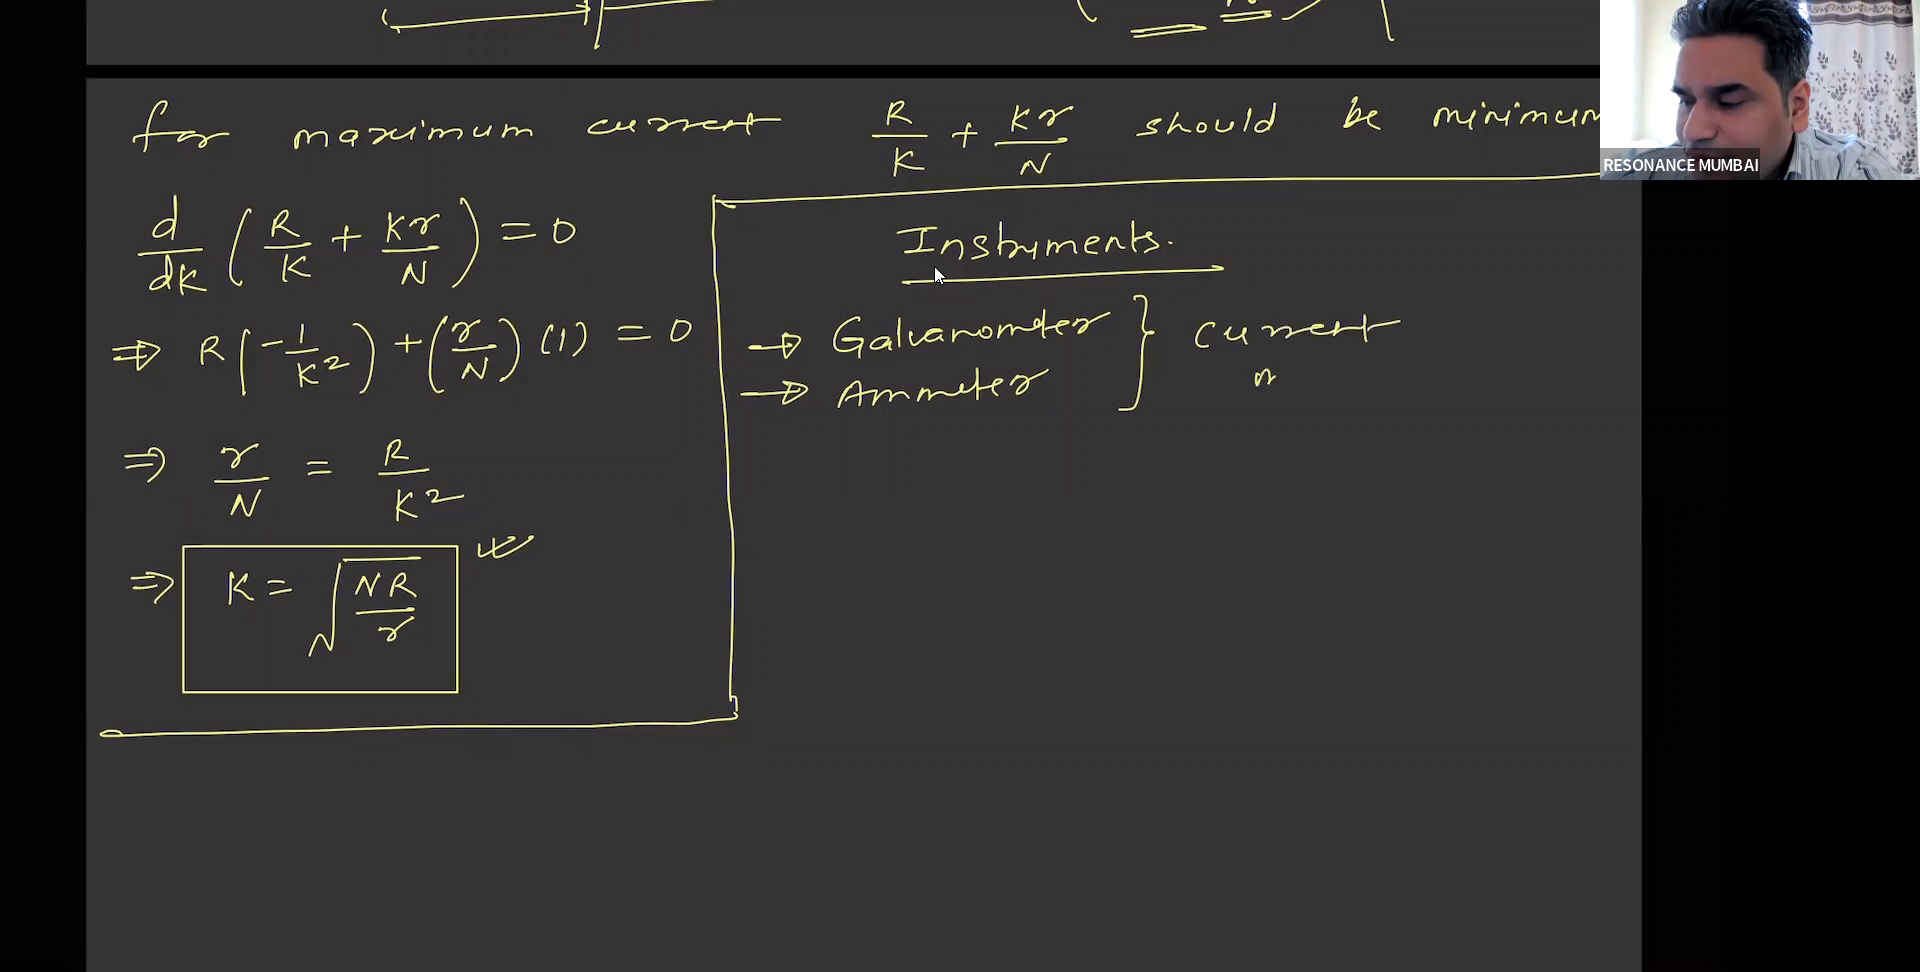 for maximum current R/K + Kr/N should be minimum
RESONANCE MUMBAI
d/dK (R/K + Kr/N) = 0
⇒ R(-1/K²) + (r/N)(1) = 0
⇒ r/N = R/K²
⇒ K = √(NR/r)
Instruments.
→ Galvanometer } current
→ Ammeter